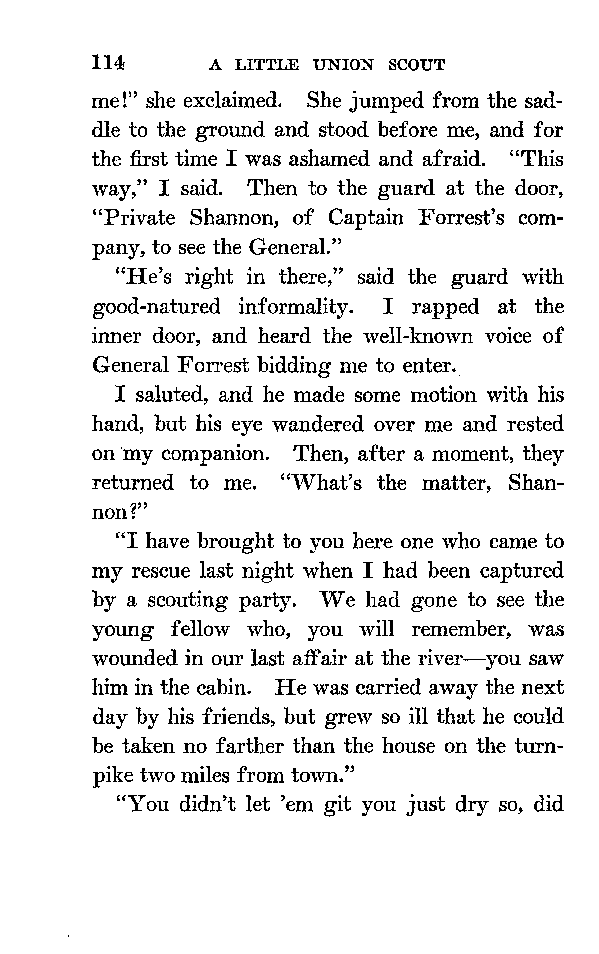 114 A LITTLE UNION SCOUT
me!” she exclaimed. She jumped from the sad-
dle to the ground and stood before me, and for
the first time I was ashamed and afraid. “This
way,” I said. Then to the guard at the door,
“Private Shannon, of Captain Forrest’s com-
pany, to see the General.”
“He’s right in there,” said the guard with
good-natured informality. I rapped at the
inner door, and heard the well-known voice of
General Forrest bidding me to enter.
I saluted, and he made some motion with his
hand, but his eye wandered over me and rested
on my companion. Then, after a moment, they
returned to me. “What’s the matter, Shan-
non?”
“I have brought to you here one who came to
my rescue last night when I had been captured
by a scouting party. We had gone to see the
young fellow who, you will remember, was
wounded in our last affair at the river—you saw
him in the cabin. He was carried away the next
day by his friends, but grew so ill that he could
be taken no farther than the house on the turn-
pike two miles from town.”
“You didn’t let ’em git you just dry so, did